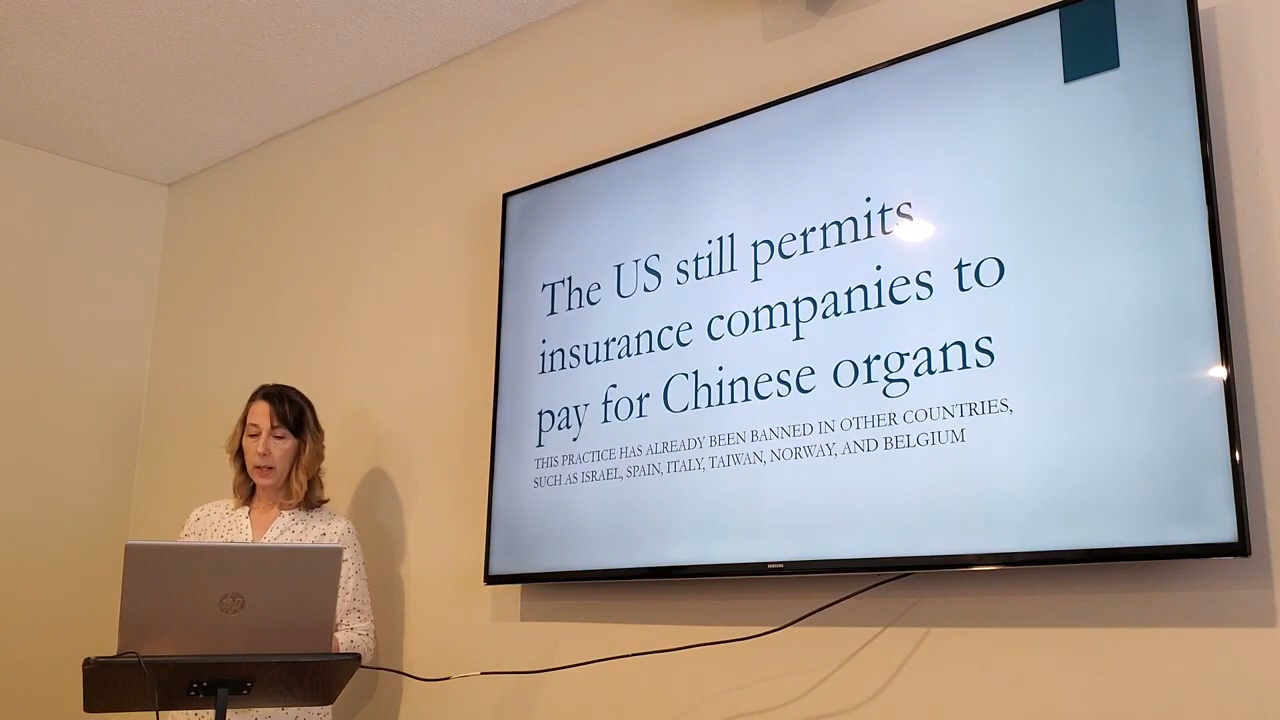 The US still permits
insurance companies to
pay for Chinese organs
THIS PRACTICE HAS ALREADY BEEN BANNED IN OTHER COUNTRIES,
SUCH AS ISRAEL, SPAIN, ITALY, TAIWAN, NORWAY, AND BELGIUM
SAMSUNG
hp